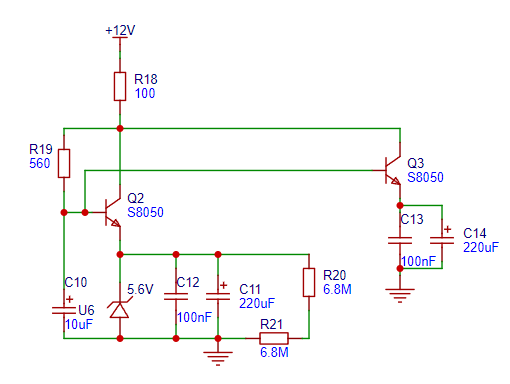 +12V
R18
100
R19
560
Q3
S8050
Q2
S8050
C13
100nF
+
C14
220uF
C10
+
U6
10uF
5.6V
C12
100nF
+
C11
220uF
R20
6.8M
R21
6.8M